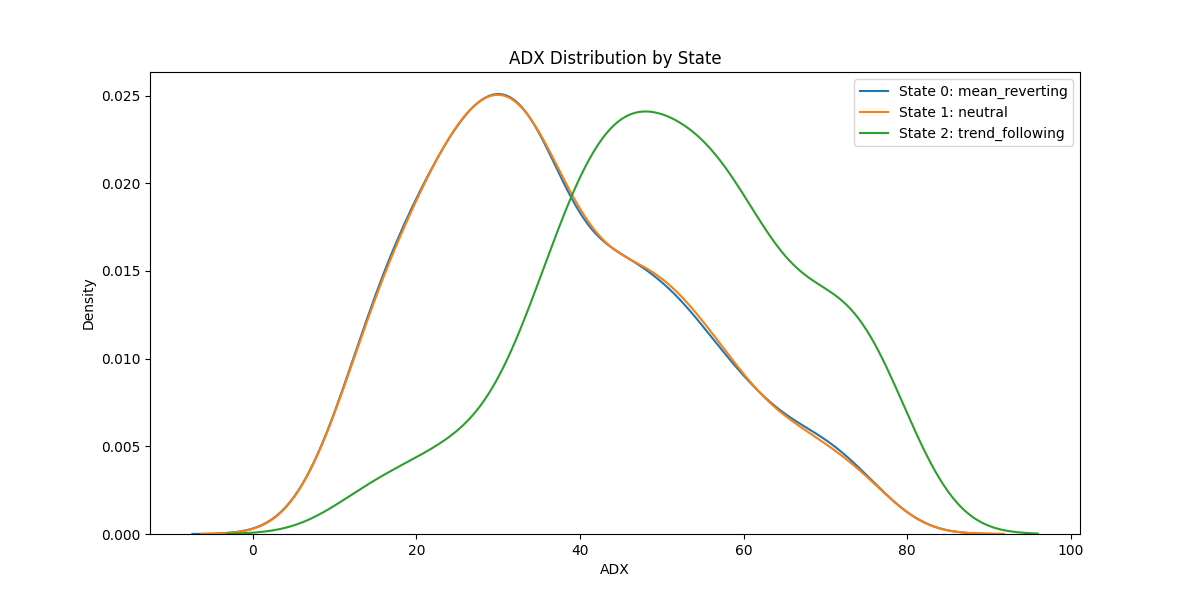 ADX Distribution by State
State 0: mean_reverting
State 1: neutral
State 2: trend_following
0.025
0.020
0.015
0.010
0.005
0.000
Density
0 20 40 60 80 100
ADX